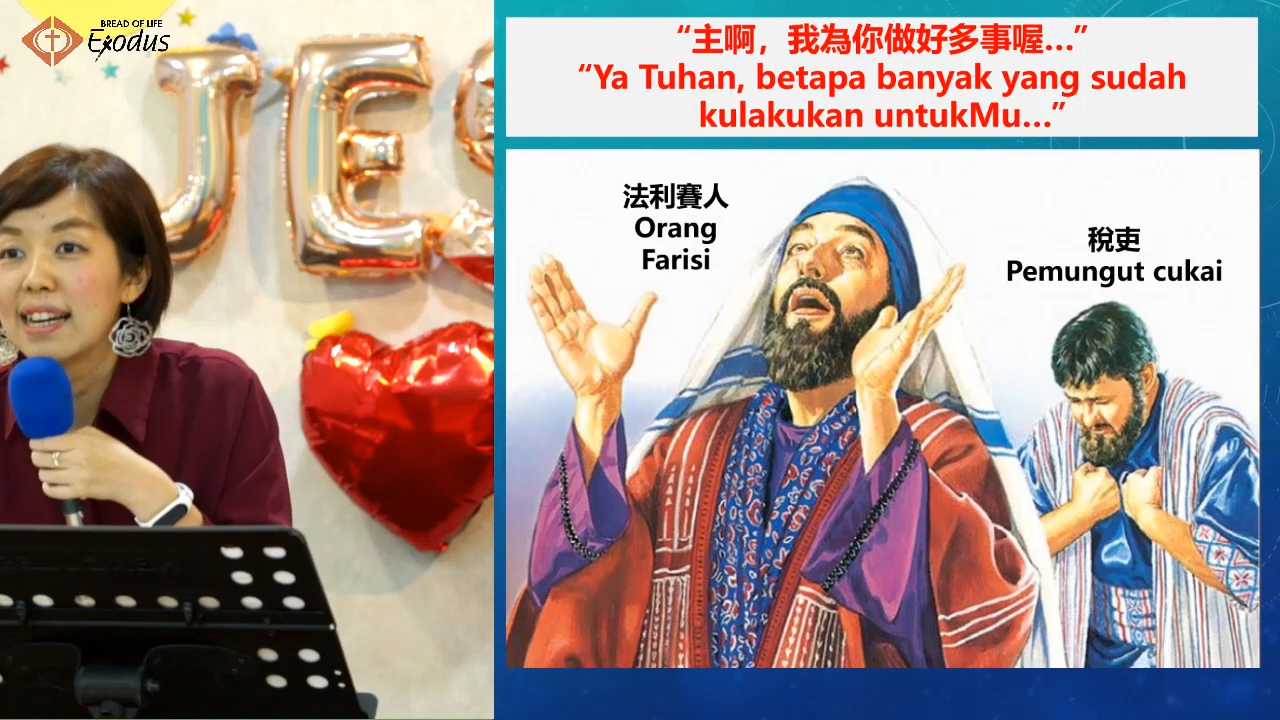 BREAD OF LIFE
Exodus
JES
“主啊，我為你做好多事喔...”
“Ya Tuhan, betapa banyak yang sudah
kulakukan untukMu...”
法利賽人
Orang
Farisi
稅吏
Pemungut cukai